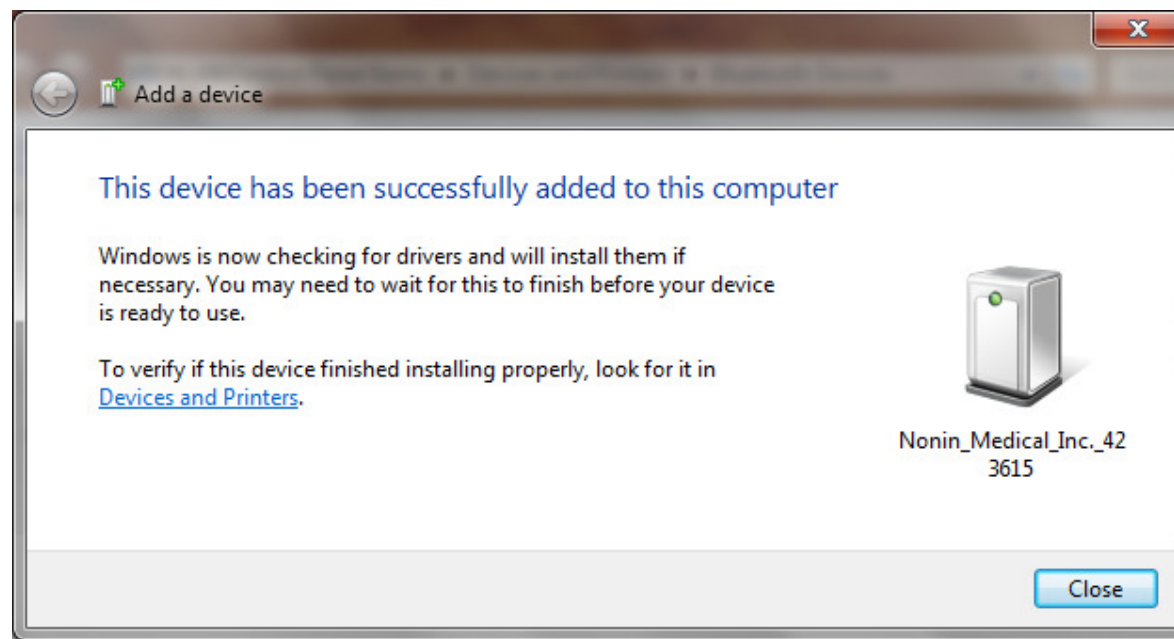 Add a device
This device has been successfully added to this computer
Windows is now checking for drivers and will install them if
necessary. You may need to wait for this to finish before your device
is ready to use.
To verify if this device finished installing properly, look for it in
Devices and Printers.
Nonin_Medical_Inc._42
3615
Close